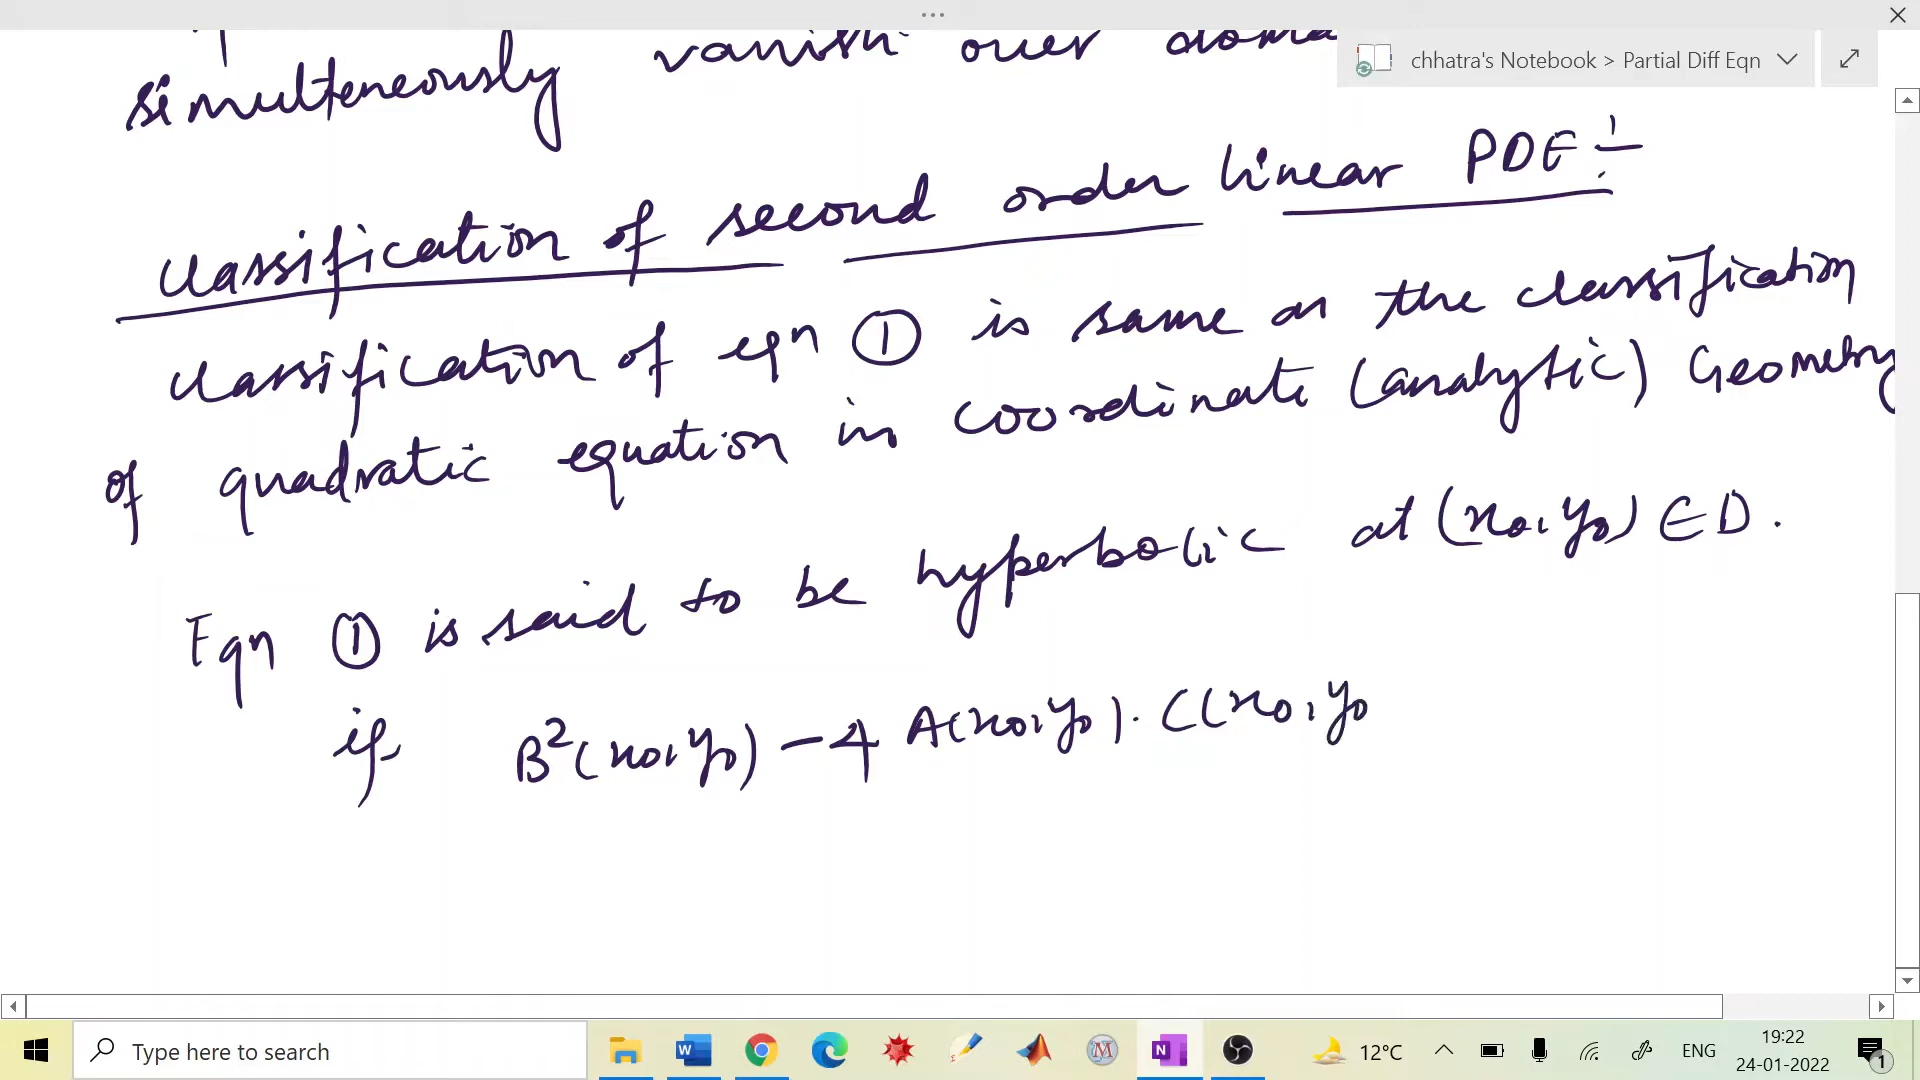 ...
chhatra's Notebook > Partial Diff Eqn
simulteneously vanish over
Classification of second order linear PDE :-
Classification of eqn ① is same as the classification
of quadratic equation in coordinate (analytic) Geometry
Eqn ① is said to be hyperbolic at (x₀, y₀) ∈ D.
if B²(x₀, y₀) - 4 A(x₀, y₀). C(x₀, y₀
Type here to search
12°C
ENG
19:22
24-01-2022
1